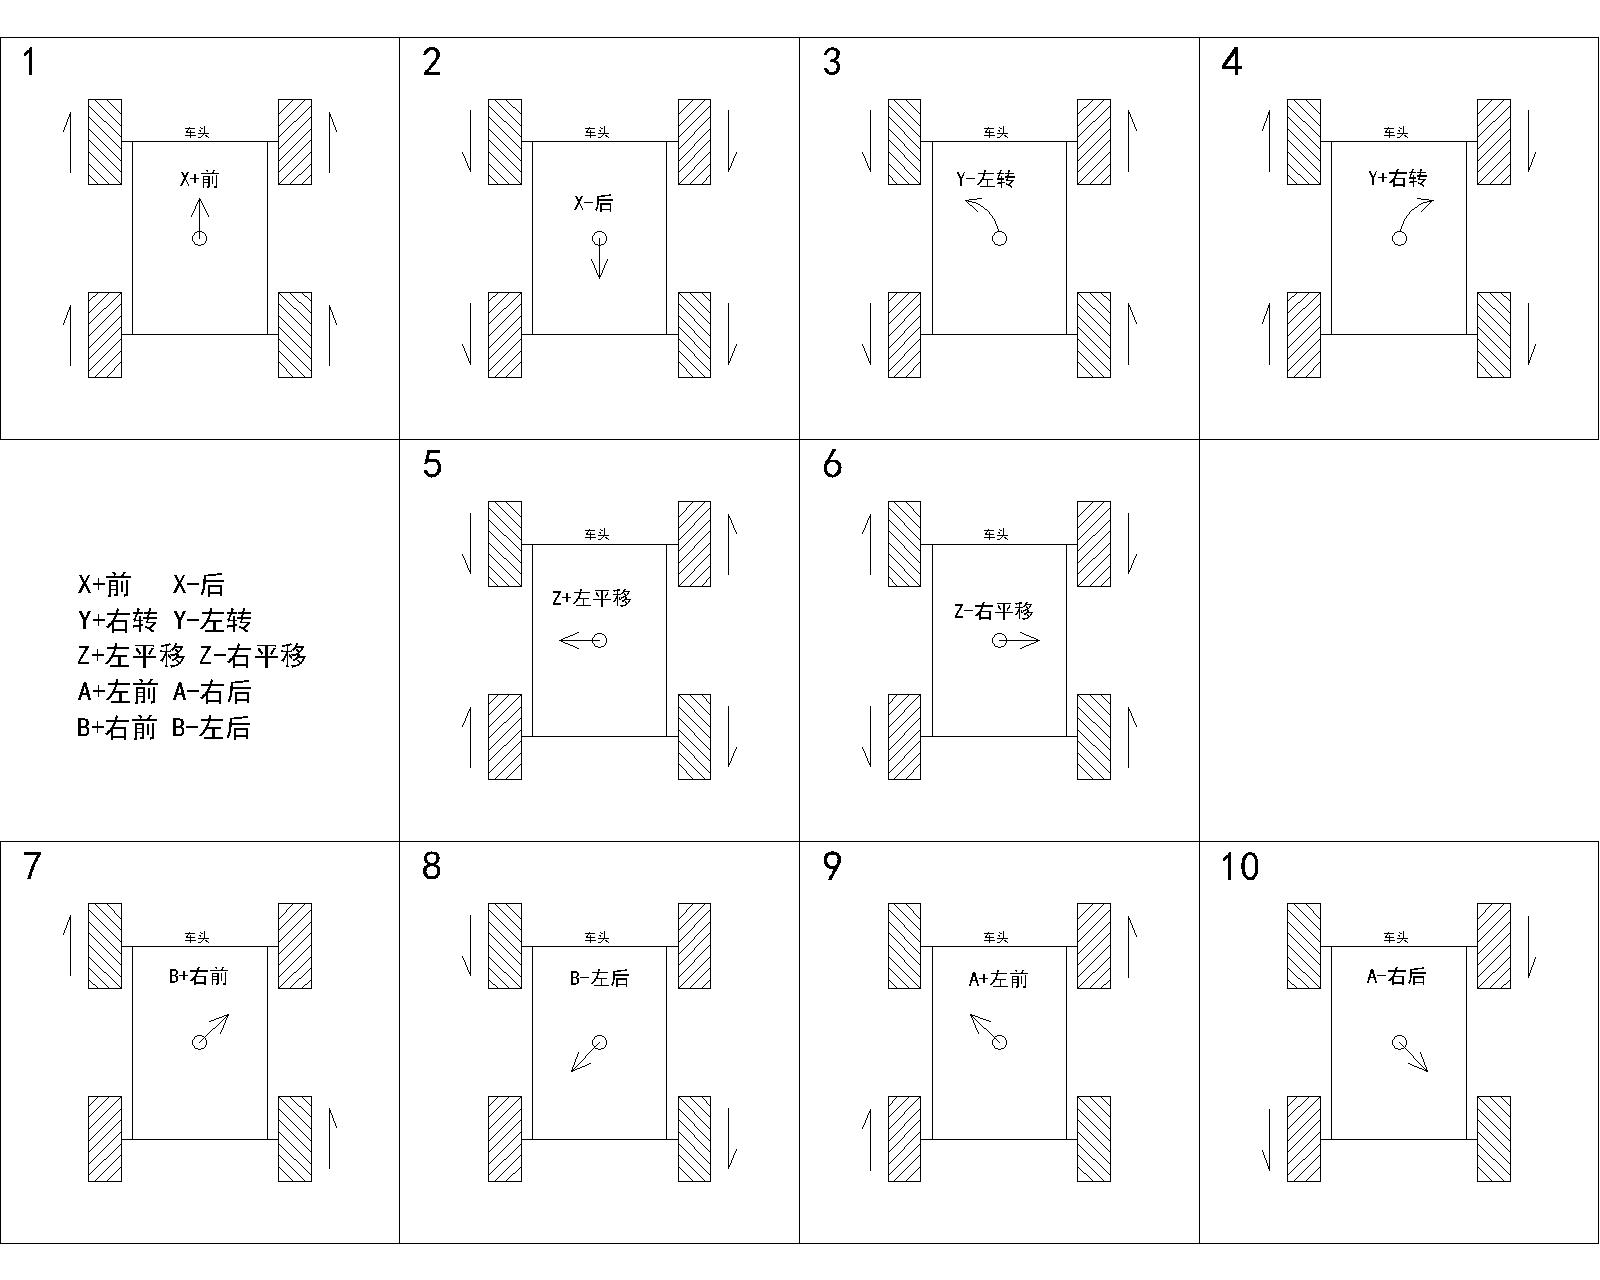 1
车头
X+前
2
车头
X-后
3
车头
Y-左转
4
车头
Y+右转
X+前 X-后
Y+右转 Y-左转
Z+左平移 Z-右平移
A+左前 A-右后
B+右前 B-左后
5
车头
Z+左平移
6
车头
Z-右平移
7
车头
B+右前
8
车头
B-左后
9
车头
A+左前
10
车头
A-右后